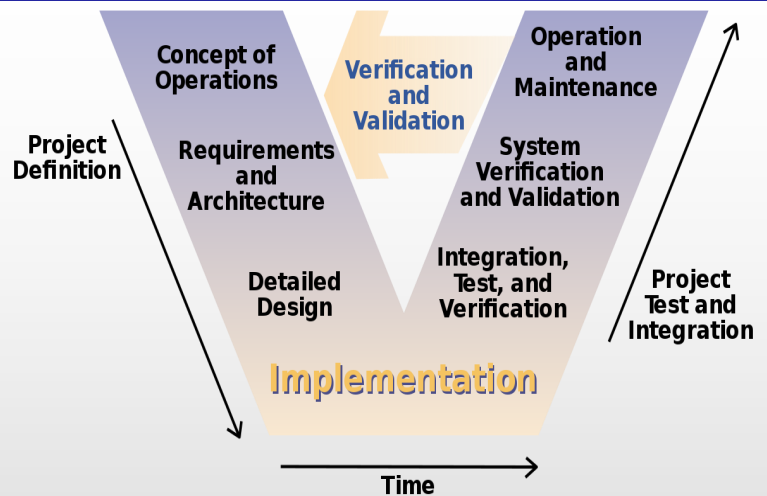 Concept of
Operations
Verification
and
Validation
Operation
and
Maintenance
Project
Definition
Requirements
and
Architecture
System
Verification
and Validation
Detailed
Design
Integration,
Test, and
Verification
Project
Test and
Integration
Implementation
Time